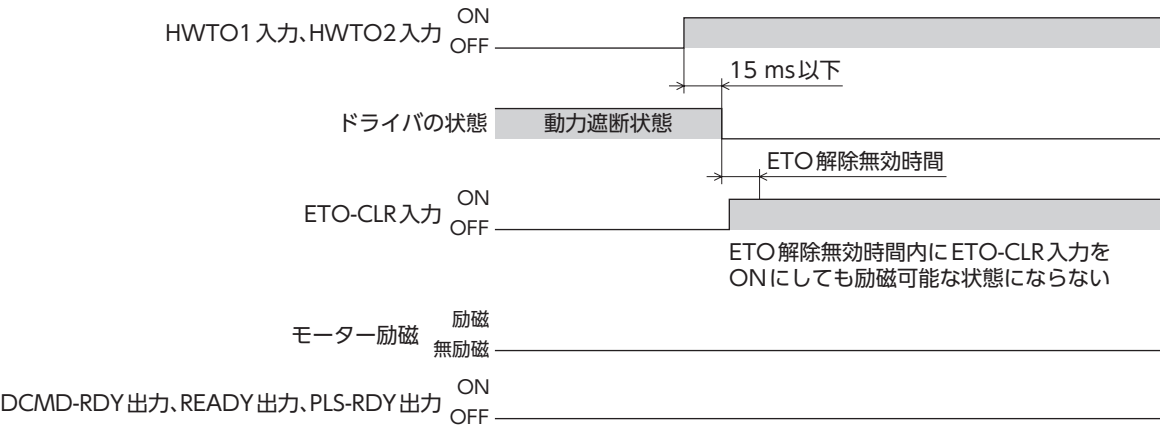 HWTO1入力、HWTO2入力
ON
OFF
15 ms以下
ドライバの状態
動力遮断状態
ETO解除無効時間
ETO-CLR入力
ON
OFF
ETO解除無効時間内にETO-CLR入力を
ONにしても励磁可能な状態にならない
モーター励磁
励磁
無励磁
DCMD-RDY出力、READY出力、PLS-RDY出力
ON
OFF